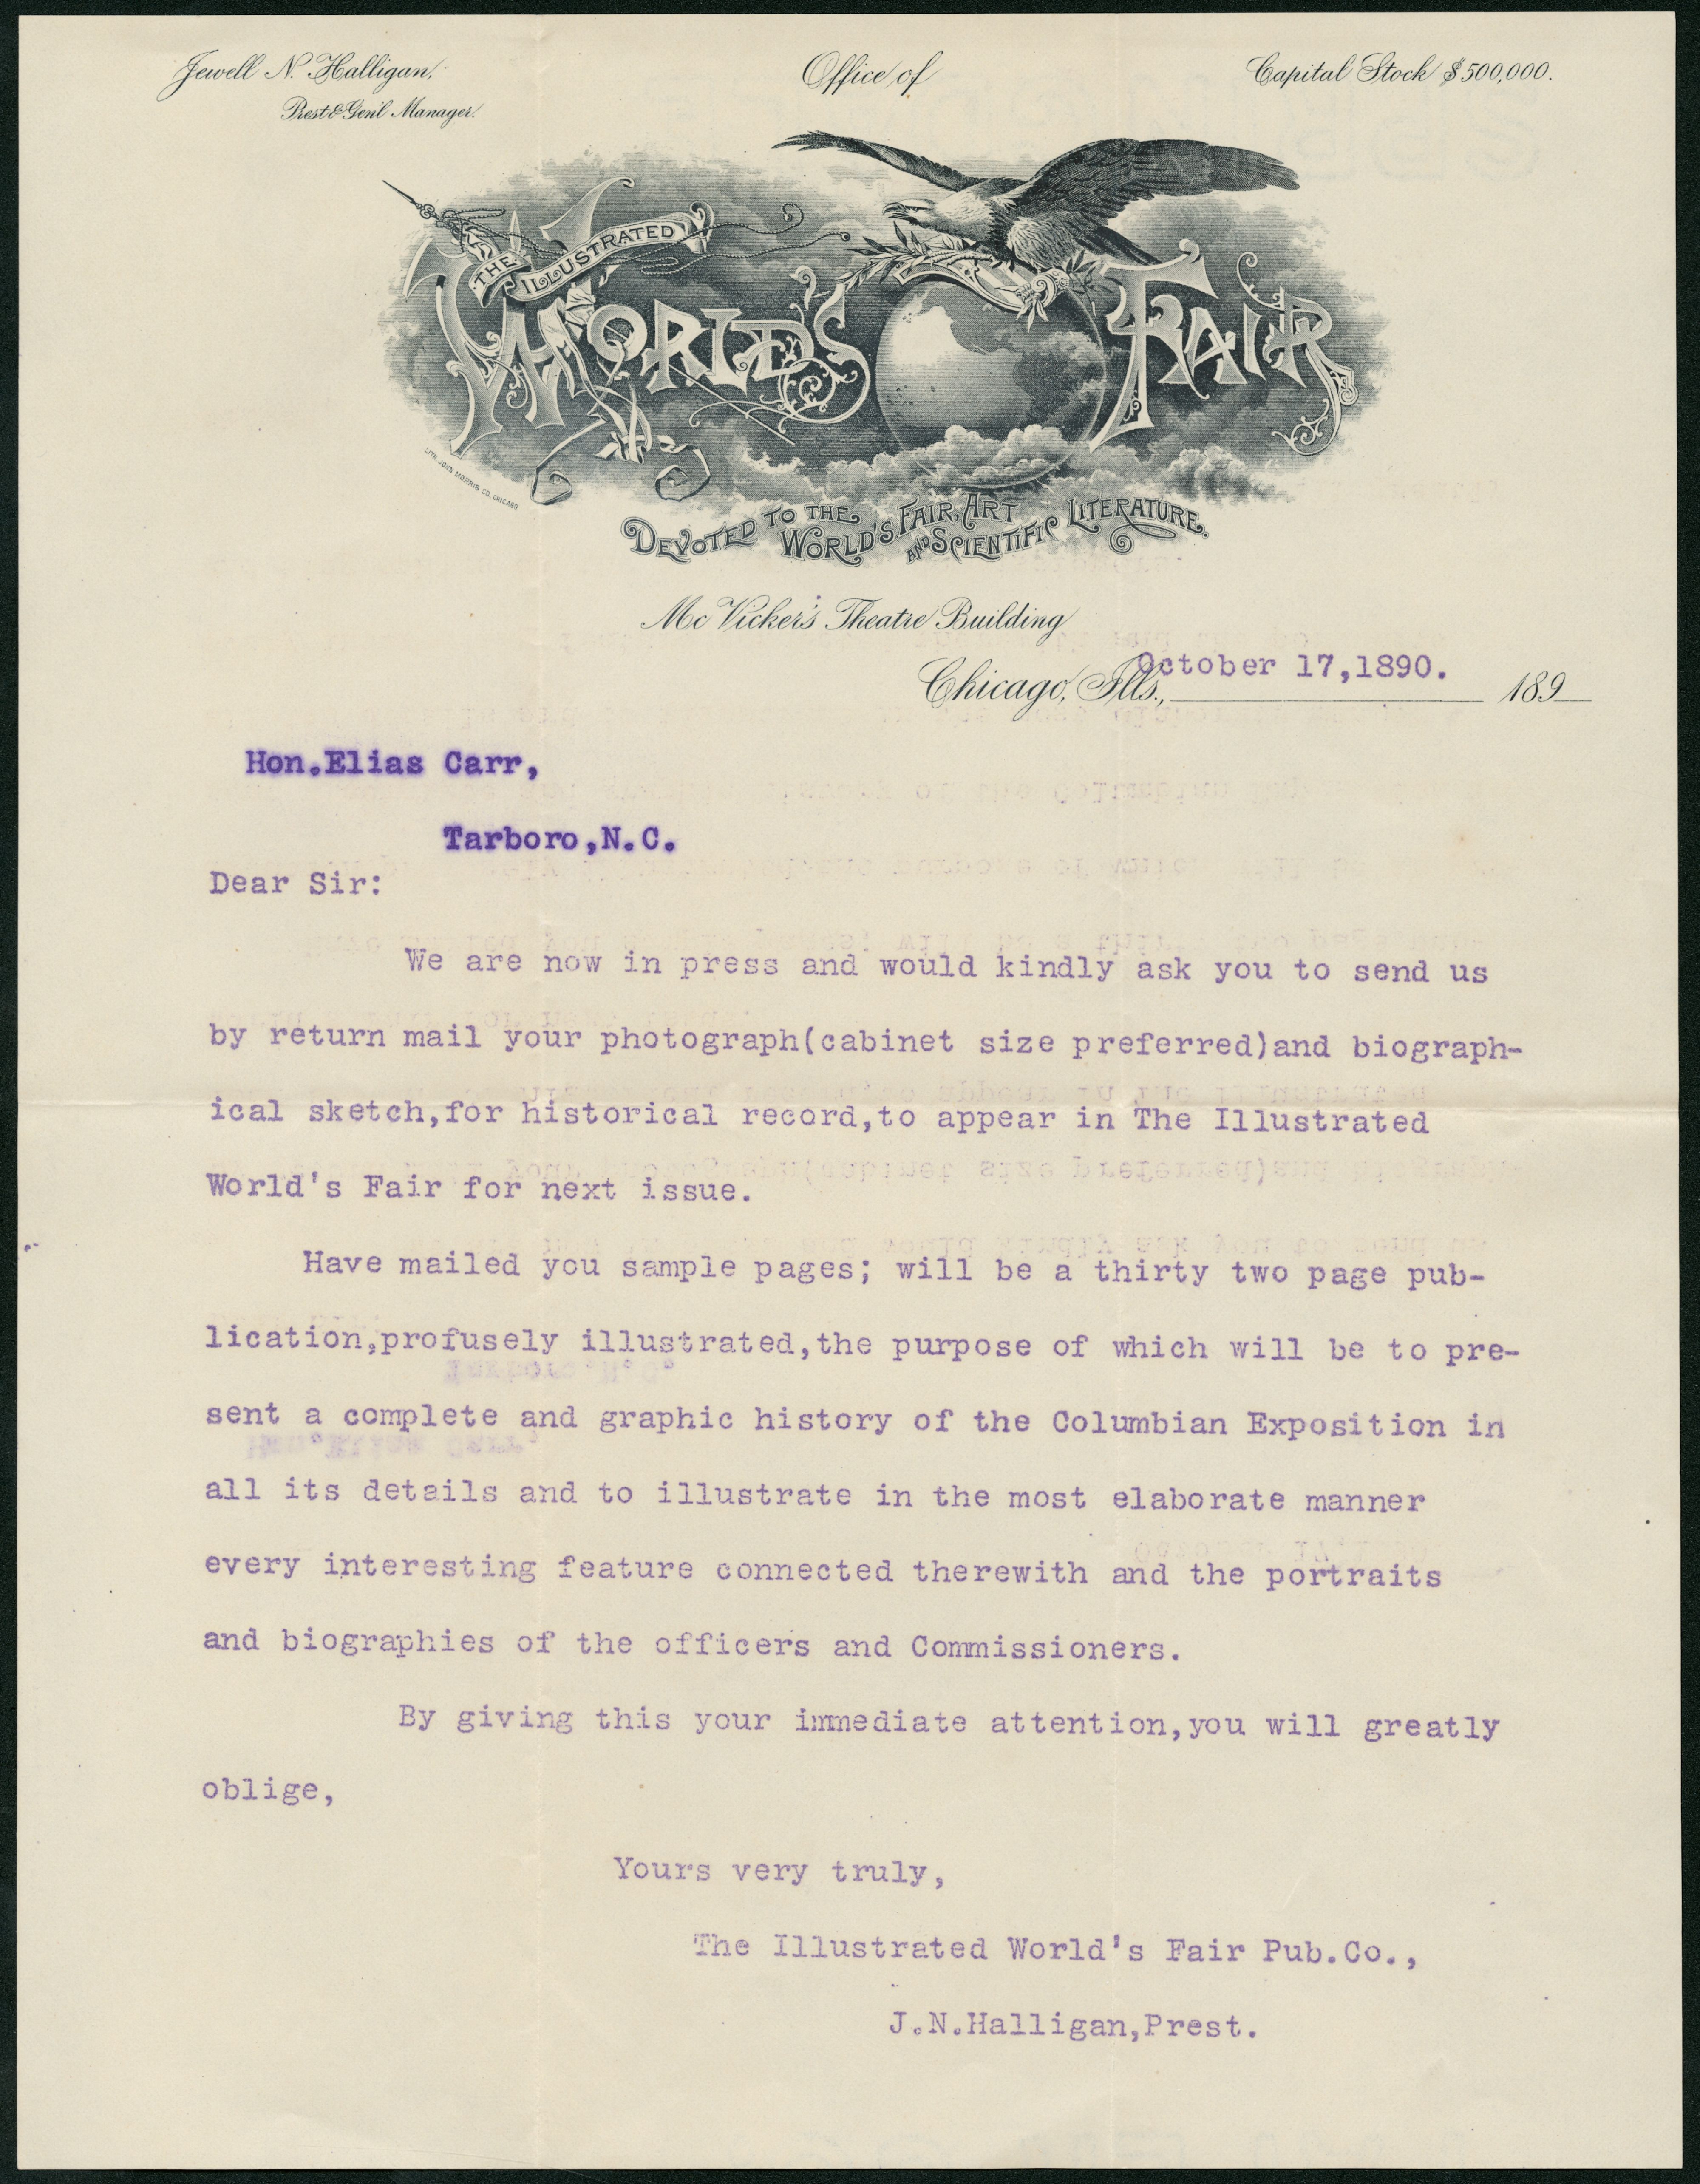 Jewell N. Halligan,
Prest & Gen'l Manager.
Office of
Capital Stock $500,000.
THE ILLUSTRATED
WORLD'S FAIR
LITH. JOHN MORRIS CO. CHICAGO
DEVOTED TO THE WORLD'S FAIR, ART AND SCIENTIFIC LITERATURE.
McVicker's Theatre Building
Chicago, Ills., October 17,1890. 189
Hon.Elias Carr,
Tarboro,N.C.
Dear Sir:
We are now in press and would kindly ask you to send us
by return mail your photograph(cabinet size preferred)and biograph-
ical sketch,for historical record,to appear in The Illustrated
World's Fair for next issue.
Have mailed you sample pages; will be a thirty two page pub-
lication,profusely illustrated,the purpose of which will be to pre-
sent a complete and graphic history of the Columbian Exposition in
all its details and to illustrate in the most elaborate manner
every interesting feature connected therewith and the portraits
and biographies of the officers and Commissioners.
By giving this your immediate attention,you will greatly
oblige,
Yours very truly,
The Illustrated World's Fair Pub.Co.,
J.N.Halligan,Prest.